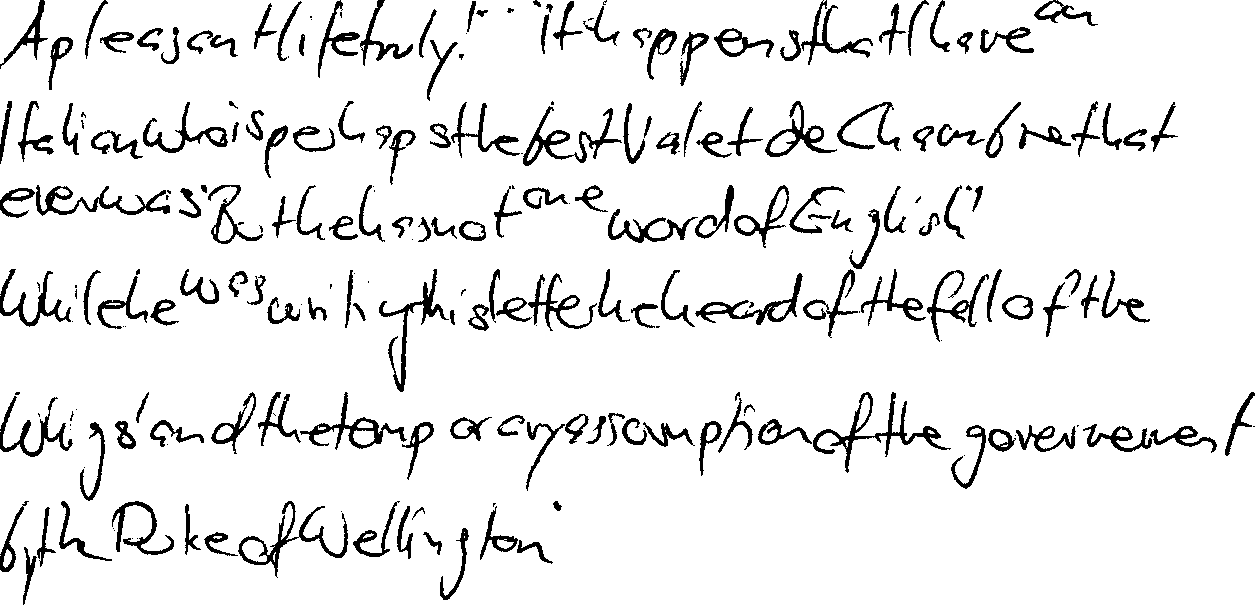 A pleasant life truly!" . . "It happens that I have an
Italian who is perhaps the best Valet de Chambre that
ever was "But he has not one word of English"
While he was writing this letter he heard of the fall of the
Whigs' and of the temporary assumption of the government
by the Duke of Wellington.